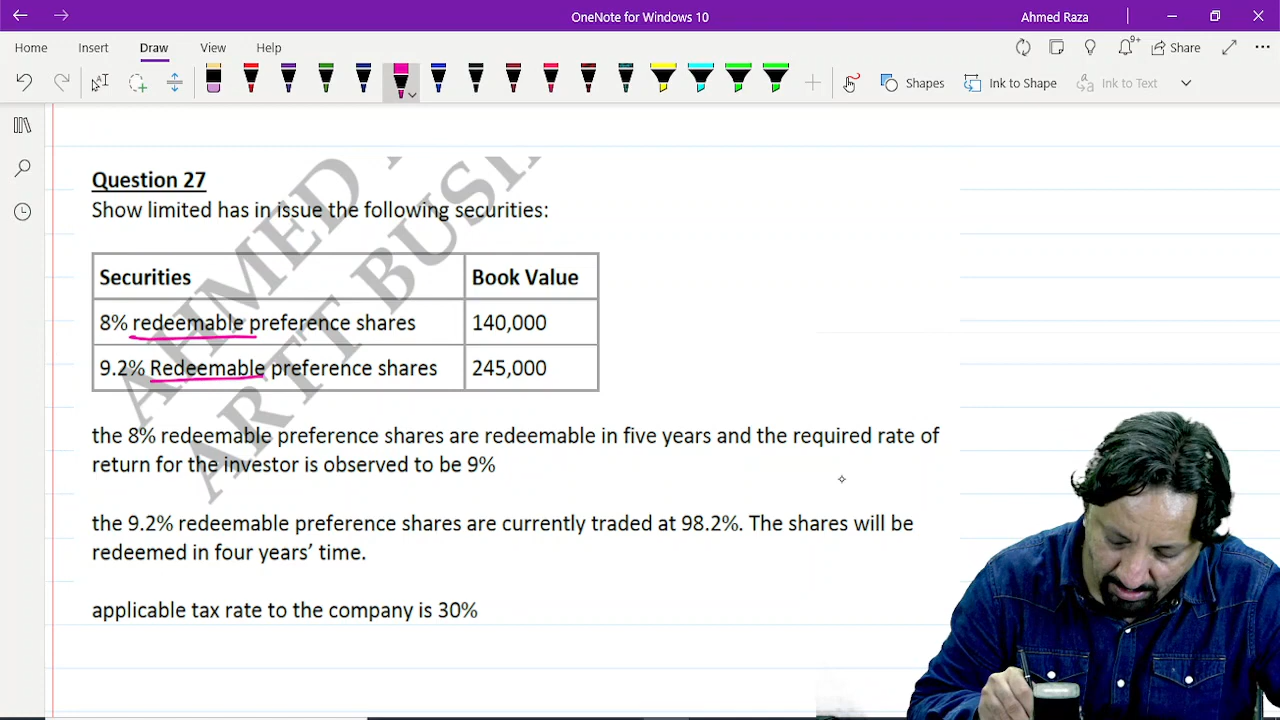 OneNote for Windows 10
Ahmed Raza
Home Insert Draw View Help
Share
Shapes Ink to Shape Ink to Text
Question 27
Show limited has in issue the following securities:
Securities Book Value
8% redeemable preference shares 140,000
9.2% Redeemable preference shares 245,000
the 8% redeemable preference shares are redeemable in five years and the required rate of
return for the investor is observed to be 9%
the 9.2% redeemable preference shares are currently traded at 98.2%. The shares will be
redeemed in four years' time.
applicable tax rate to the company is 30%
AHMED
ARTT BUSI